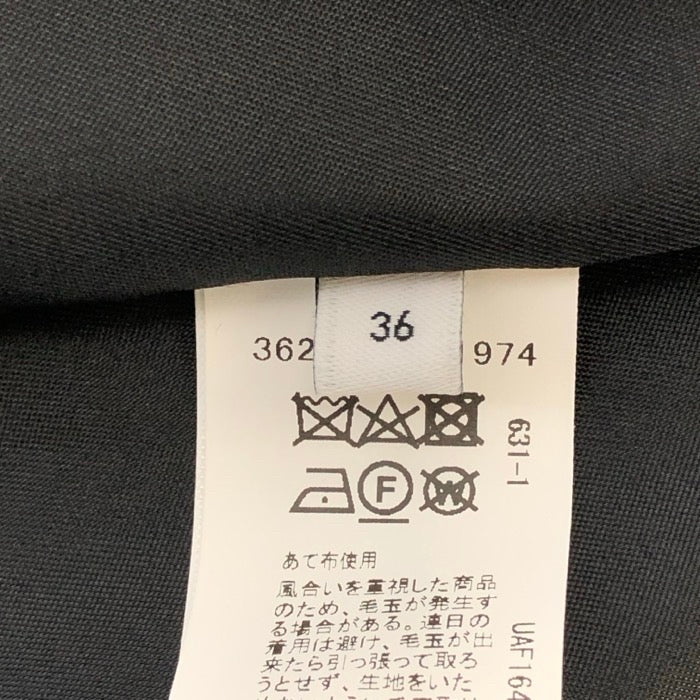 36
362 974
631-1
F
W
あて布使用
風合いを重視した商品
のため、毛玉が発生す
る場合がある。連日の
着用は避け、毛玉が出
来たら引っ張って取ろ
うとせず、生地をいた
UAF164